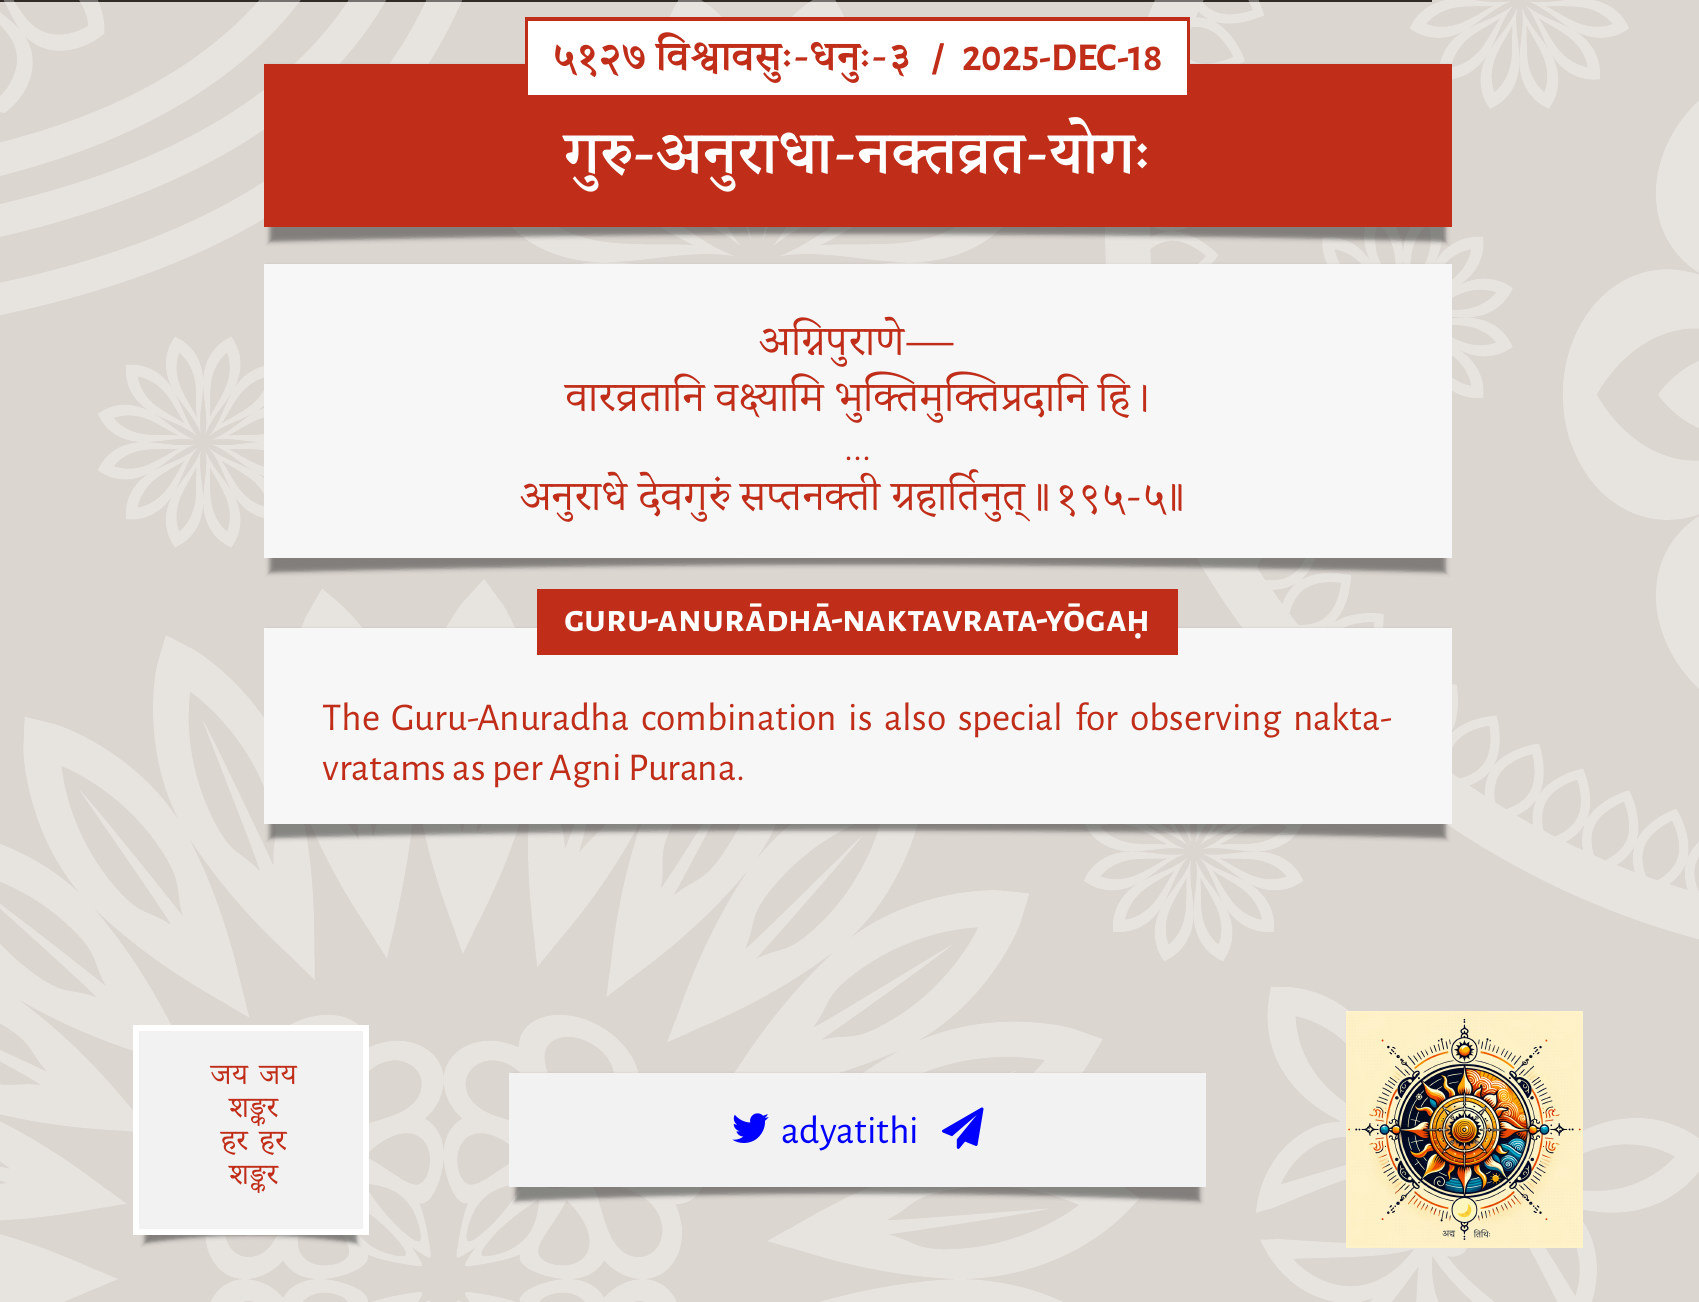 ५१२७ विश्वावसुः-धनुः-३ / 2025-DEC-18
गुरु-अनुराधा-नक्तव्रत-योगः
अग्निपुराणे—
वारव्रतानि वक्ष्यामि भुक्तिमुक्तिप्रदानि हि।
…
अनुराधे देवगुरुं सप्तनक्ती ग्रहार्तिनुत्॥१९५-५॥
GURU-ANURĀDHĀ-NAKTAVRATA-YŌGAḤ
The Guru-Anuradha combination is also special for observing nakta-
vratams as per Agni Purana.
जय जय
शङ्कर
हर हर
शङ्कर
adyatithi
अद्य तिथिः